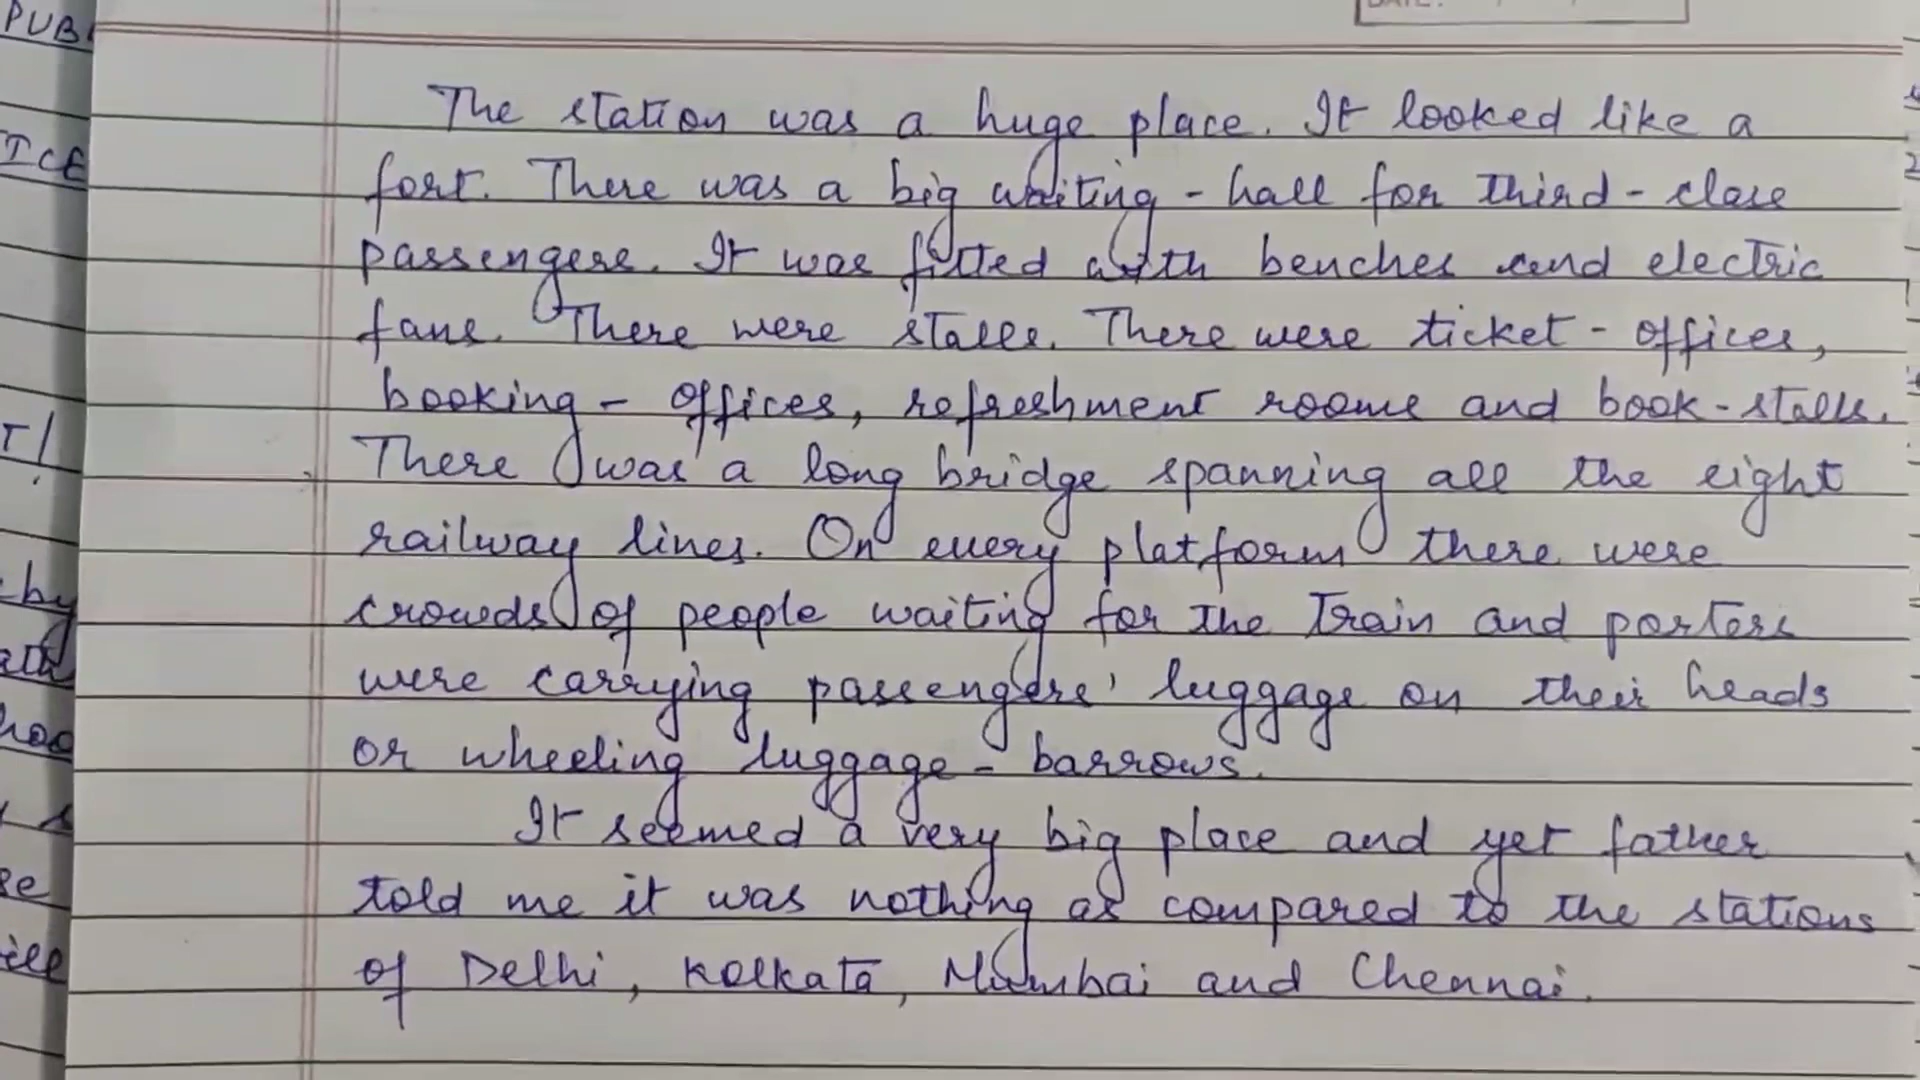 PUB
DATE:
The station was a huge place. It looked like a
ICE
fort. There was a big waiting - hall for third - class
passengers. It was fitted with benches and electric
fans. There were stalls. There were ticket - offices,
booking - offices, refreshment rooms and book - stalls.
T!
There was a long bridge spanning all the eight
railway lines. On every platform there were
by
crowds of people waiting for the train and porters
were carrying passengers' luggage on their heads
or wheeling luggage - barrows.
It seemed a very big place and yet father
told me it was nothing as compared to the stations
of Delhi, Kolkata, Mumbai and Chennai.